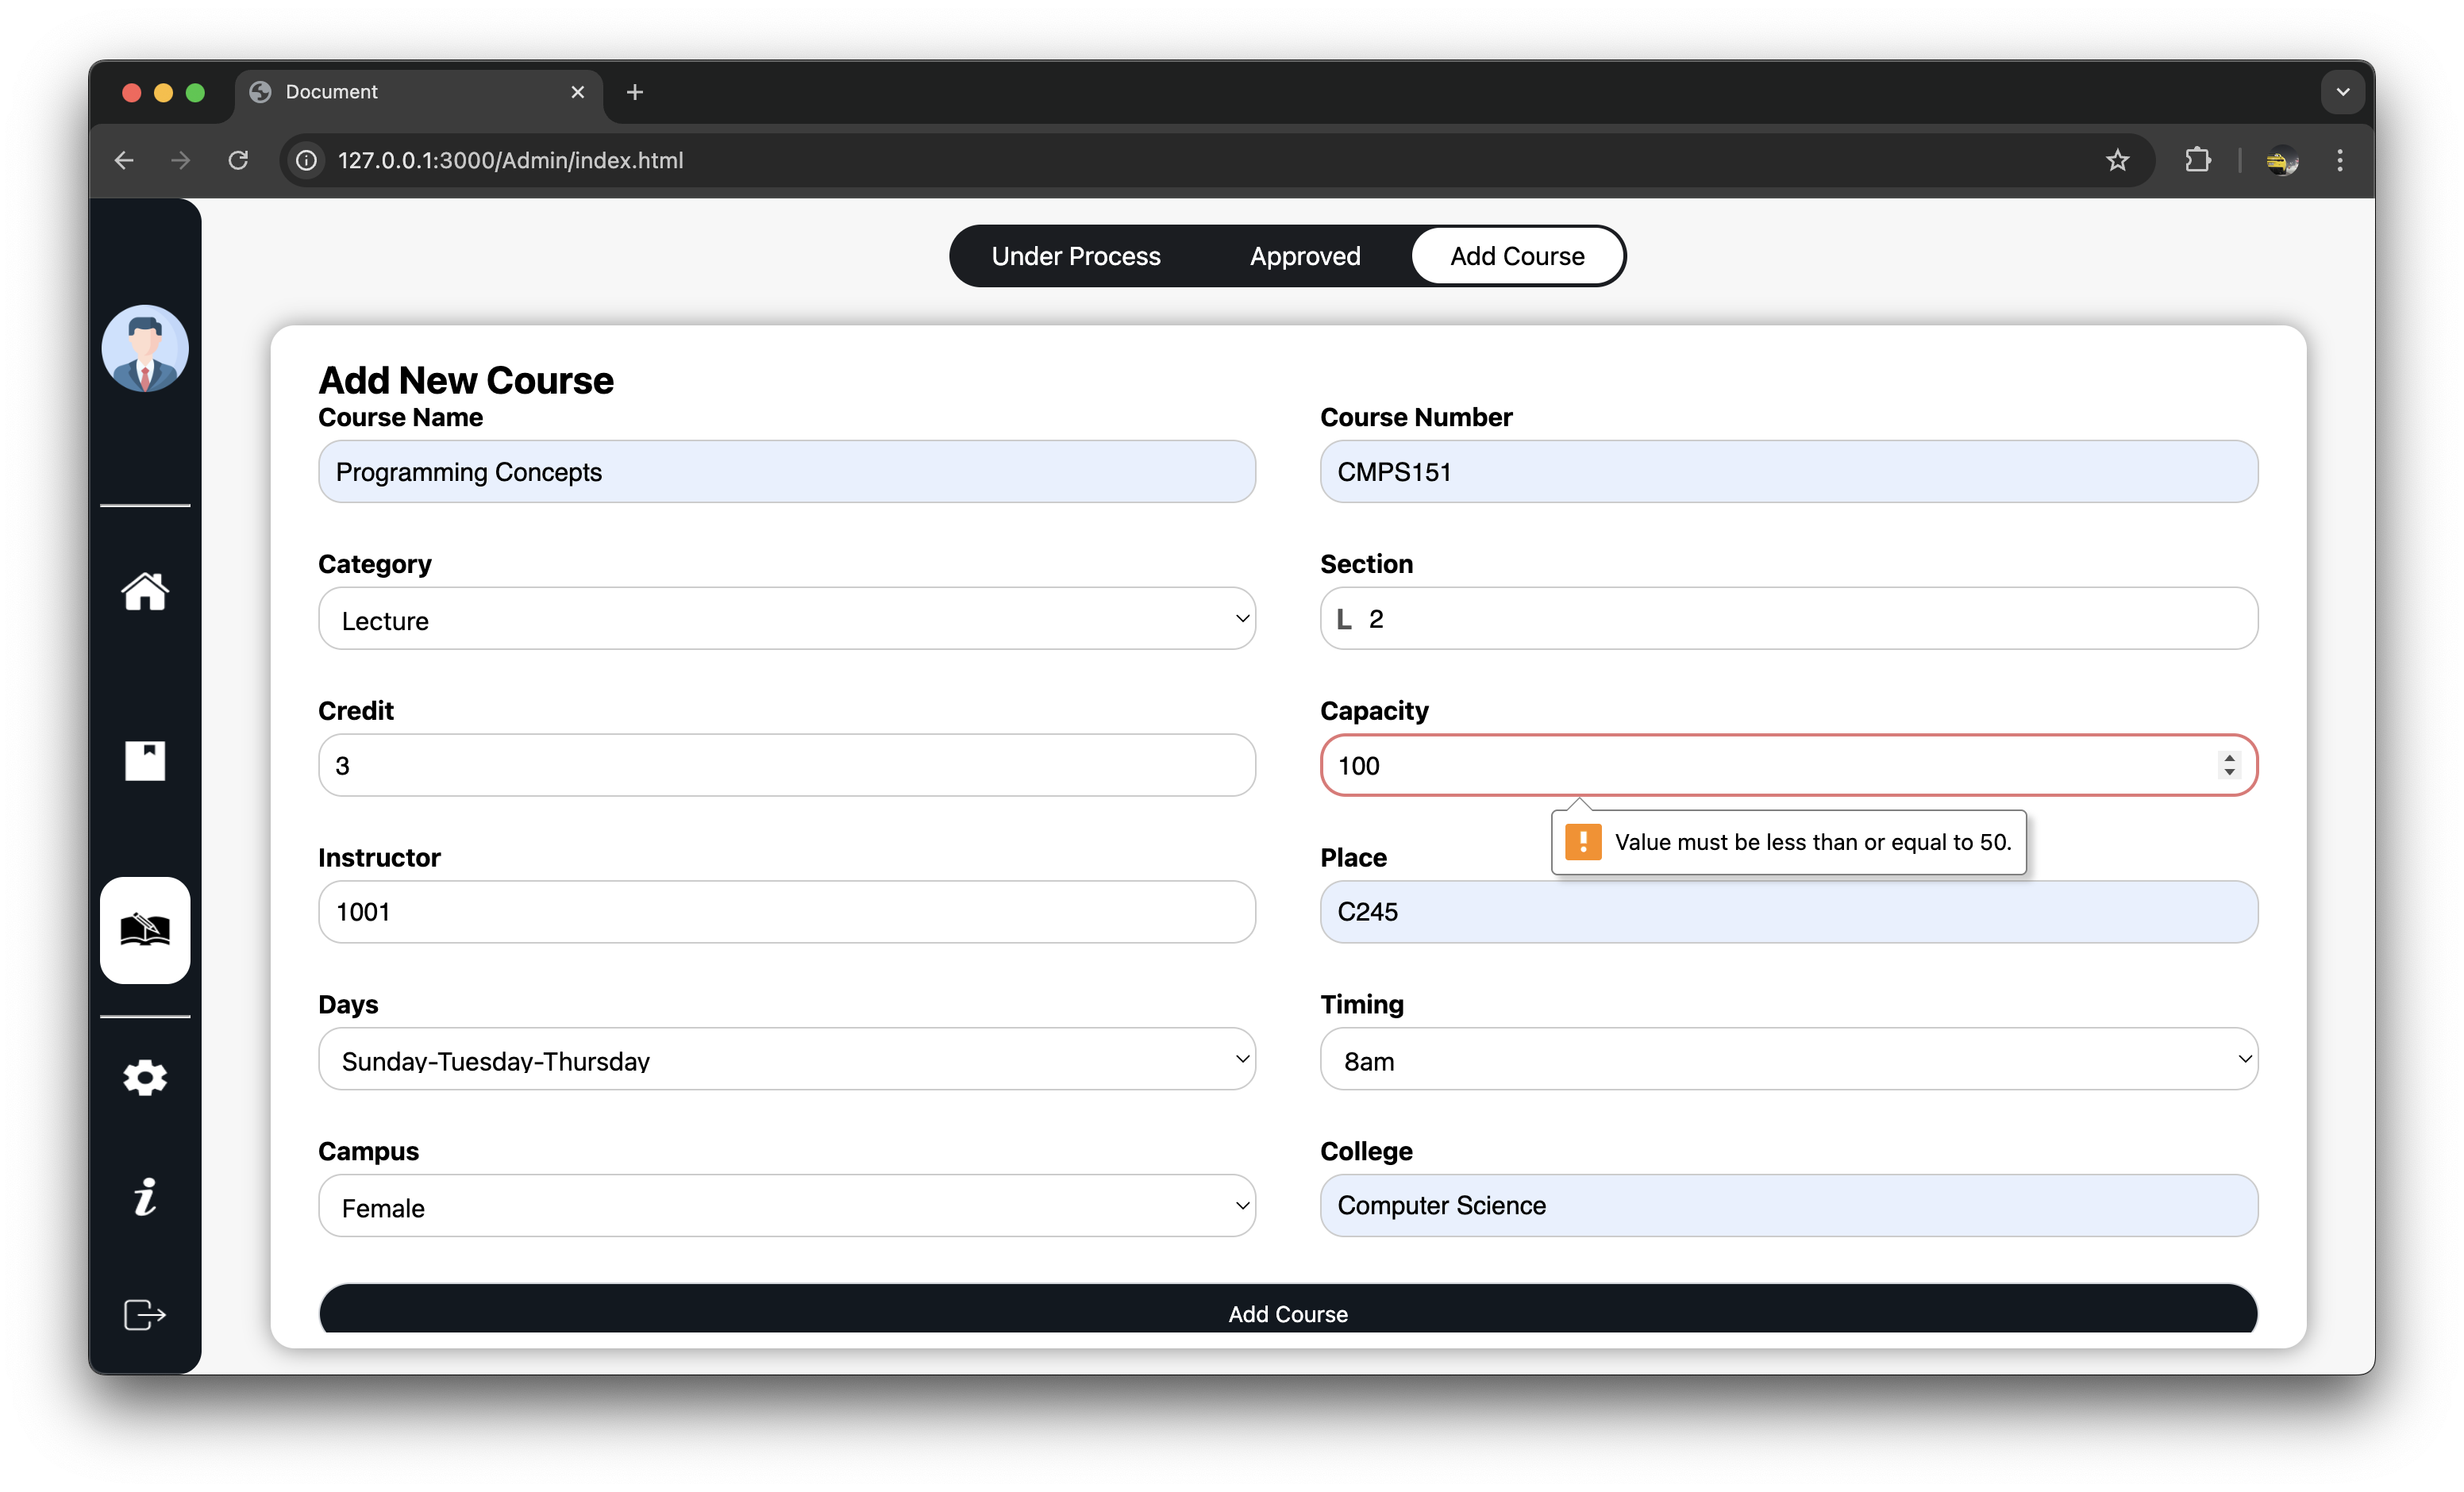 Document
127.0.0.1:3000/Admin/index.html
Under Process Approved Add Course
Add New Course
Course Name Course Number
Programming Concepts CMPS151
Category Section
Lecture L 2
Credit Capacity
3 100
Value must be less than or equal to 50.
Instructor Place
1001 C245
Days Timing
Sunday-Tuesday-Thursday 8am
Campus College
Female Computer Science
Add Course